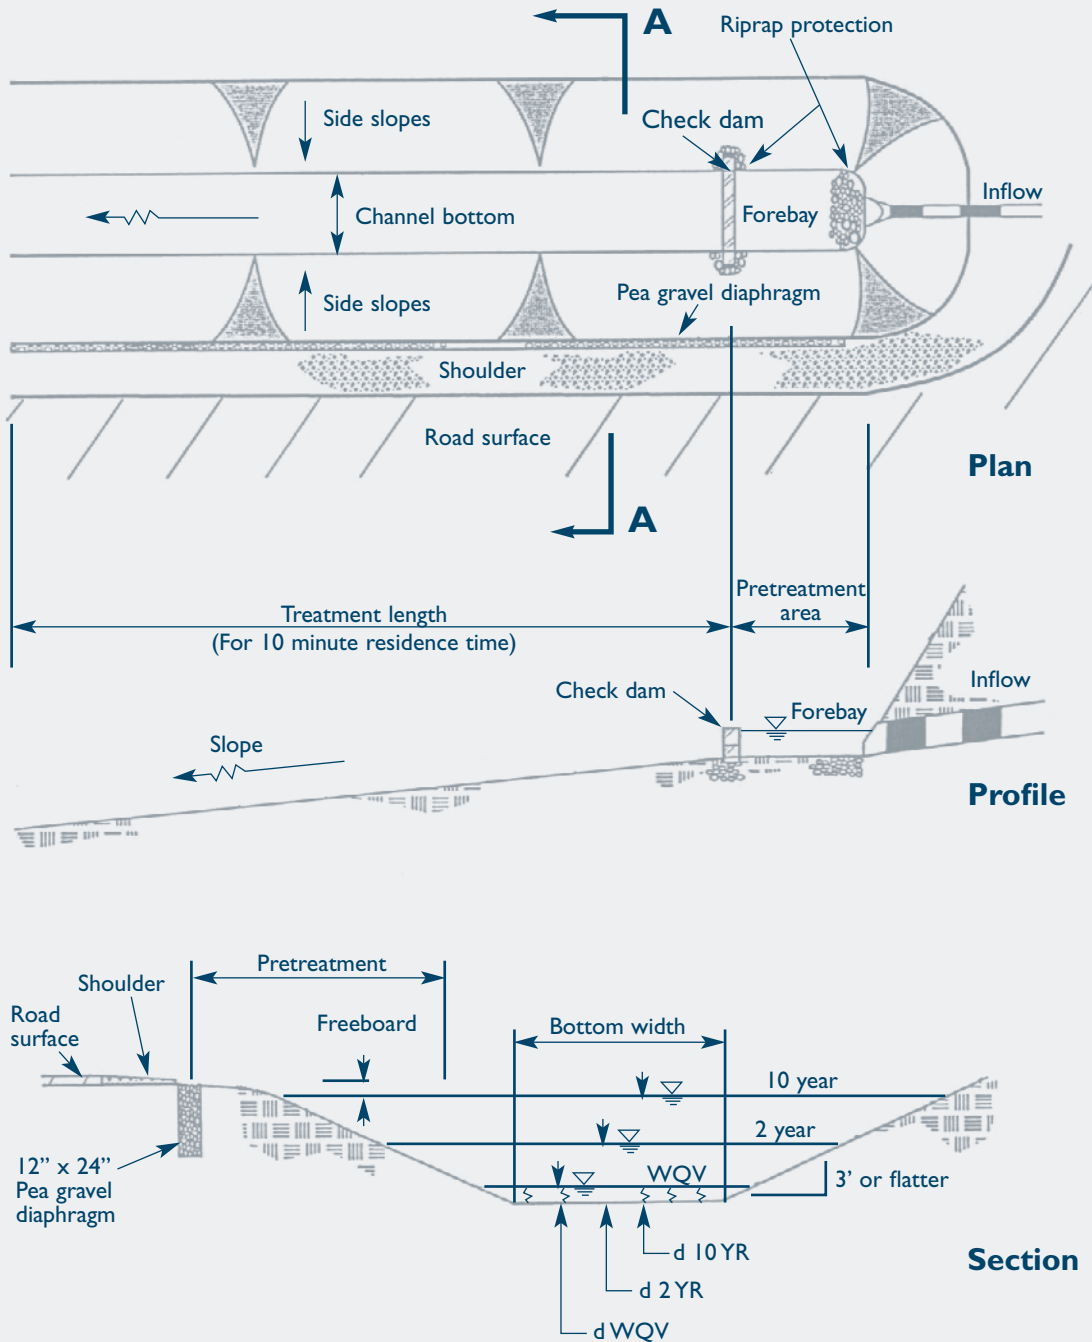 A
Riprap protection
Side slopes
Check dam
Inflow
Channel bottom
Forebay
Side slopes
Pea gravel diaphragm
Shoulder
Road surface
Plan
A
Pretreatment
area
Treatment length
(For 10 minute residence time)
Inflow
Check dam
Forebay
Slope
Profile
Pretreatment
Shoulder
Road
surface
Freeboard
Bottom width
10 year
2 year
WQV
3’ or flatter
12” x 24”
Pea gravel
diaphragm
d 10 YR
d 2 YR
d WQV
Section